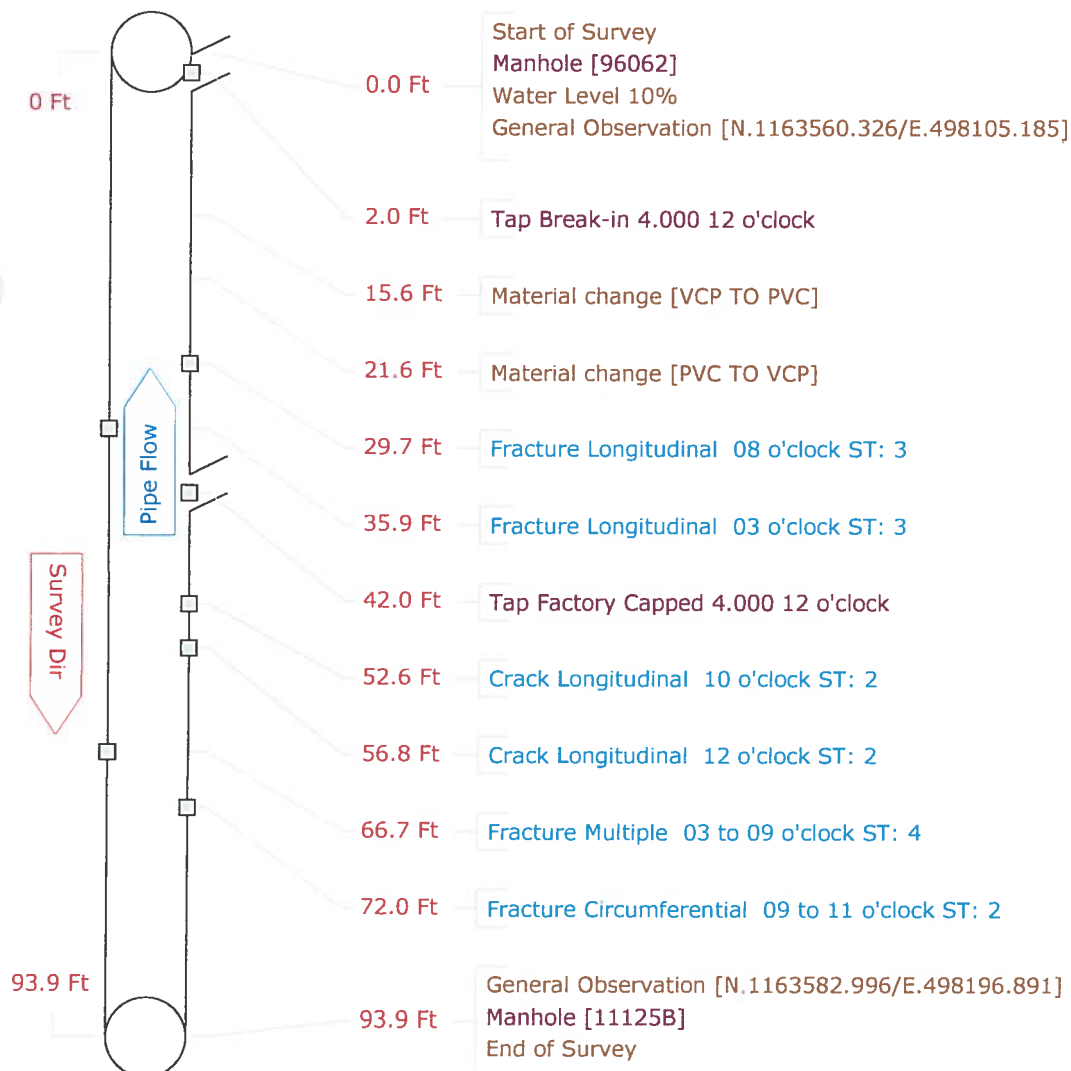 0 Ft
0.0 Ft
Start of Survey
Manhole [96062]
Water Level 10%
General Observation [N.1163560.326/E.498105.185]
2.0 Ft Tap Break-in 4.000 12 o'clock
15.6 Ft Material change [VCP TO PVC]
21.6 Ft Material change [PVC TO VCP]
29.7 Ft Fracture Longitudinal 08 o'clock ST: 3
35.9 Ft Fracture Longitudinal 03 o'clock ST: 3
42.0 Ft Tap Factory Capped 4.000 12 o'clock
52.6 Ft Crack Longitudinal 10 o'clock ST: 2
56.8 Ft Crack Longitudinal 12 o'clock ST: 2
66.7 Ft Fracture Multiple 03 to 09 o'clock ST: 4
72.0 Ft Fracture Circumferential 09 to 11 o'clock ST: 2
Pipe Flow
Survey Dir
93.9 Ft
93.9 Ft
General Observation [N.1163582.996/E.498196.891]
Manhole [11125B]
End of Survey